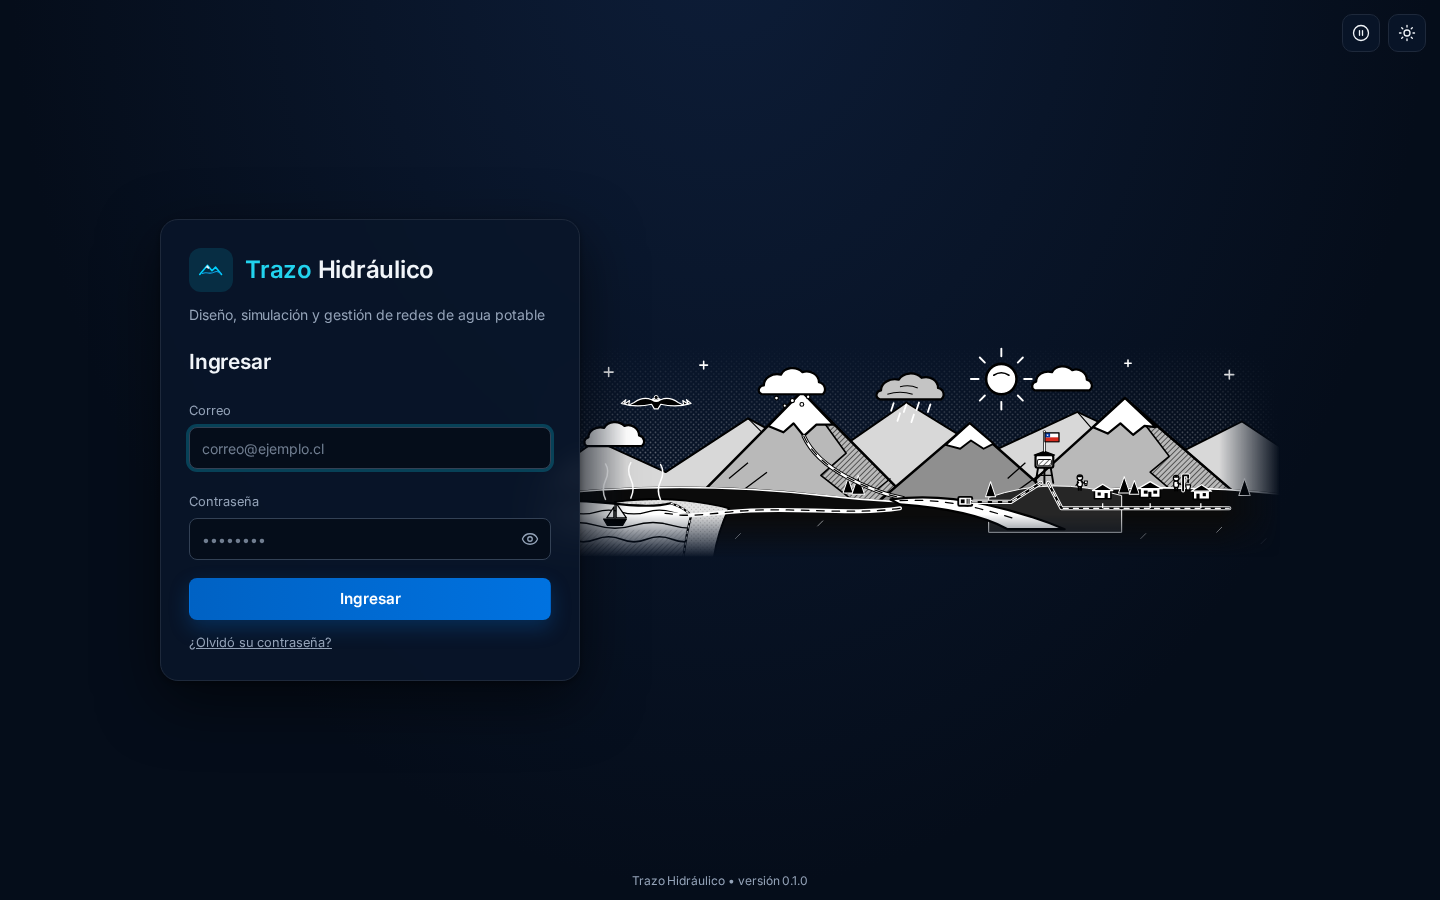 Trazo Hidráulico
Diseño, simulación y gestión de redes de agua potable
Ingresar
Correo
correo@ejemplo.cl
Contraseña
••••••••
Ingresar
¿Olvidó su contraseña?
Trazo Hidráulico • versión 0.1.0